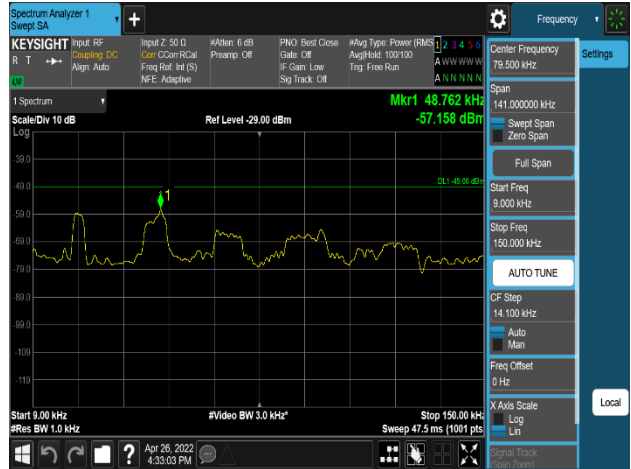 Spectrum Analyzer 1
Swept SA
Frequency
KEYSIGHT
R T
Input: RF
Coupling: DC
Align: Auto
Input Z: 50 Ω
Corr CCorr RCal
Freq Ref: Int (S)
NFE: Adaptive
#Atten: 6 dB
Preamp: Off
PNO: Best Close
Gate: Off
IF Gain: Low
Sig Track: Off
#Avg Type: Power (RMS
Avg|Hold: 100/100
Trig: Free Run
1 2 3 4 5 6
A W W W W W
A N N N N N
1 Spectrum
Scale/Div 10 dB
Ref Level -29.00 dBm
Mkr1 48.762 kHz
-57.158 dBm
Log
-39.0
-49.0
-59.0
-69.0
-79.0
-89.0
-99.0
-109
-119
DL1 -49.00 dBm
1
Start 9.00 kHz
#Res BW 1.0 kHz
#Video BW 3.0 kHz*
Stop 150.00 kHz
Sweep 47.5 ms (1001 pts
Center Frequency
79.500 kHz
Settings
Span
141.000000 kHz
Swept Span
Zero Span
Full Span
Start Freq
9.000 kHz
Stop Freq
150.000 kHz
AUTO TUNE
CF Step
14.100 kHz
Auto
Man
Freq Offset
0 Hz
X Axis Scale
Log
Lin
Local
Signal Track
(Span Zoom)
?
Apr 26, 2022
4:33:03 PM